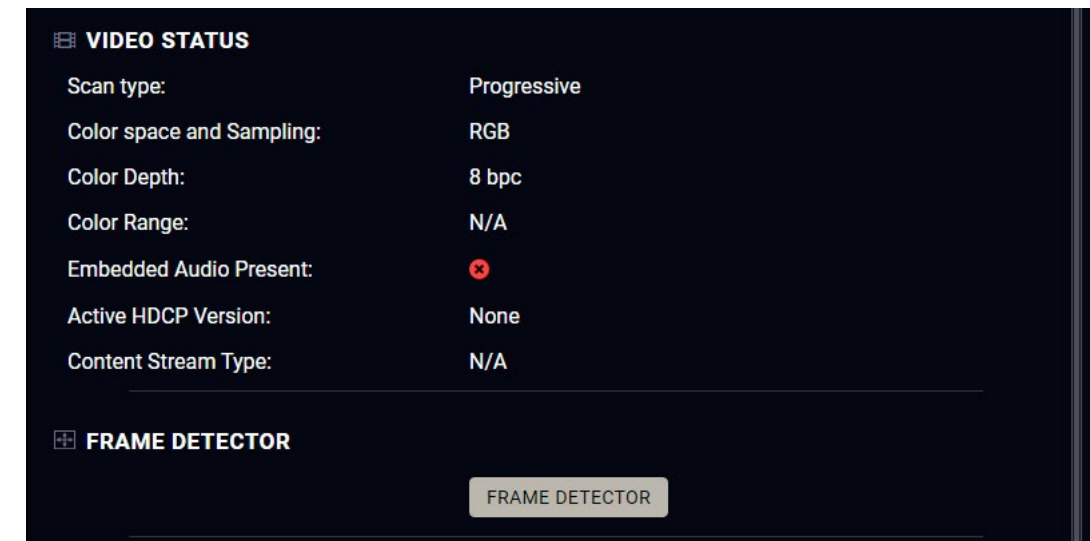 VIDEO STATUS
Scan type: Progressive
Color space and Sampling: RGB
Color Depth: 8 bpc
Color Range: N/A
Embedded Audio Present:
Active HDCP Version: None
Content Stream Type: N/A
FRAME DETECTOR
FRAME DETECTOR